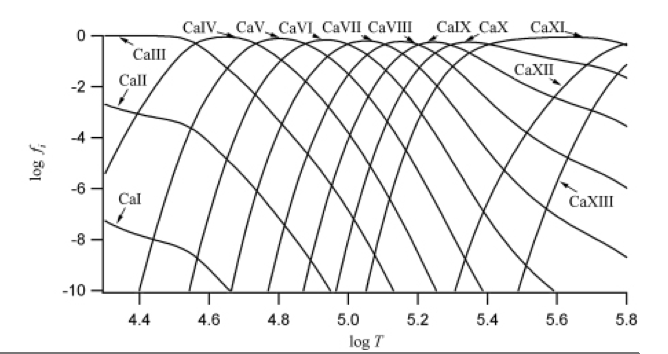 CaIV CaV CaVI CaVII CaVIII CaIX CaX CaXI
0
CaIII
CaII
CaXII
-2
-4
log fi
-6
CaI
CaXIII
-8
-10
4.4 4.6 4.8 5.0 5.2 5.4 5.6 5.8
log T